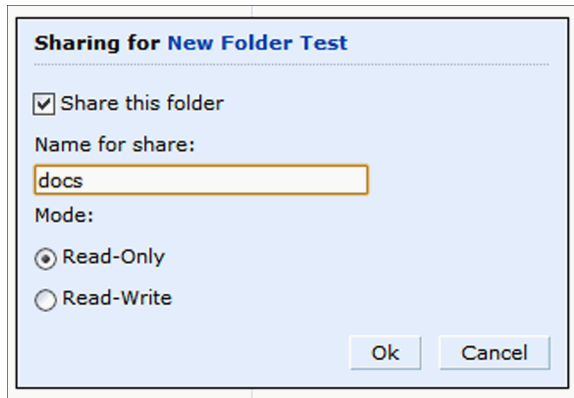 Sharing for New Folder Test
Share this folder
Name for share:
docs
Mode:
Read-Only
Read-Write
Ok Cancel